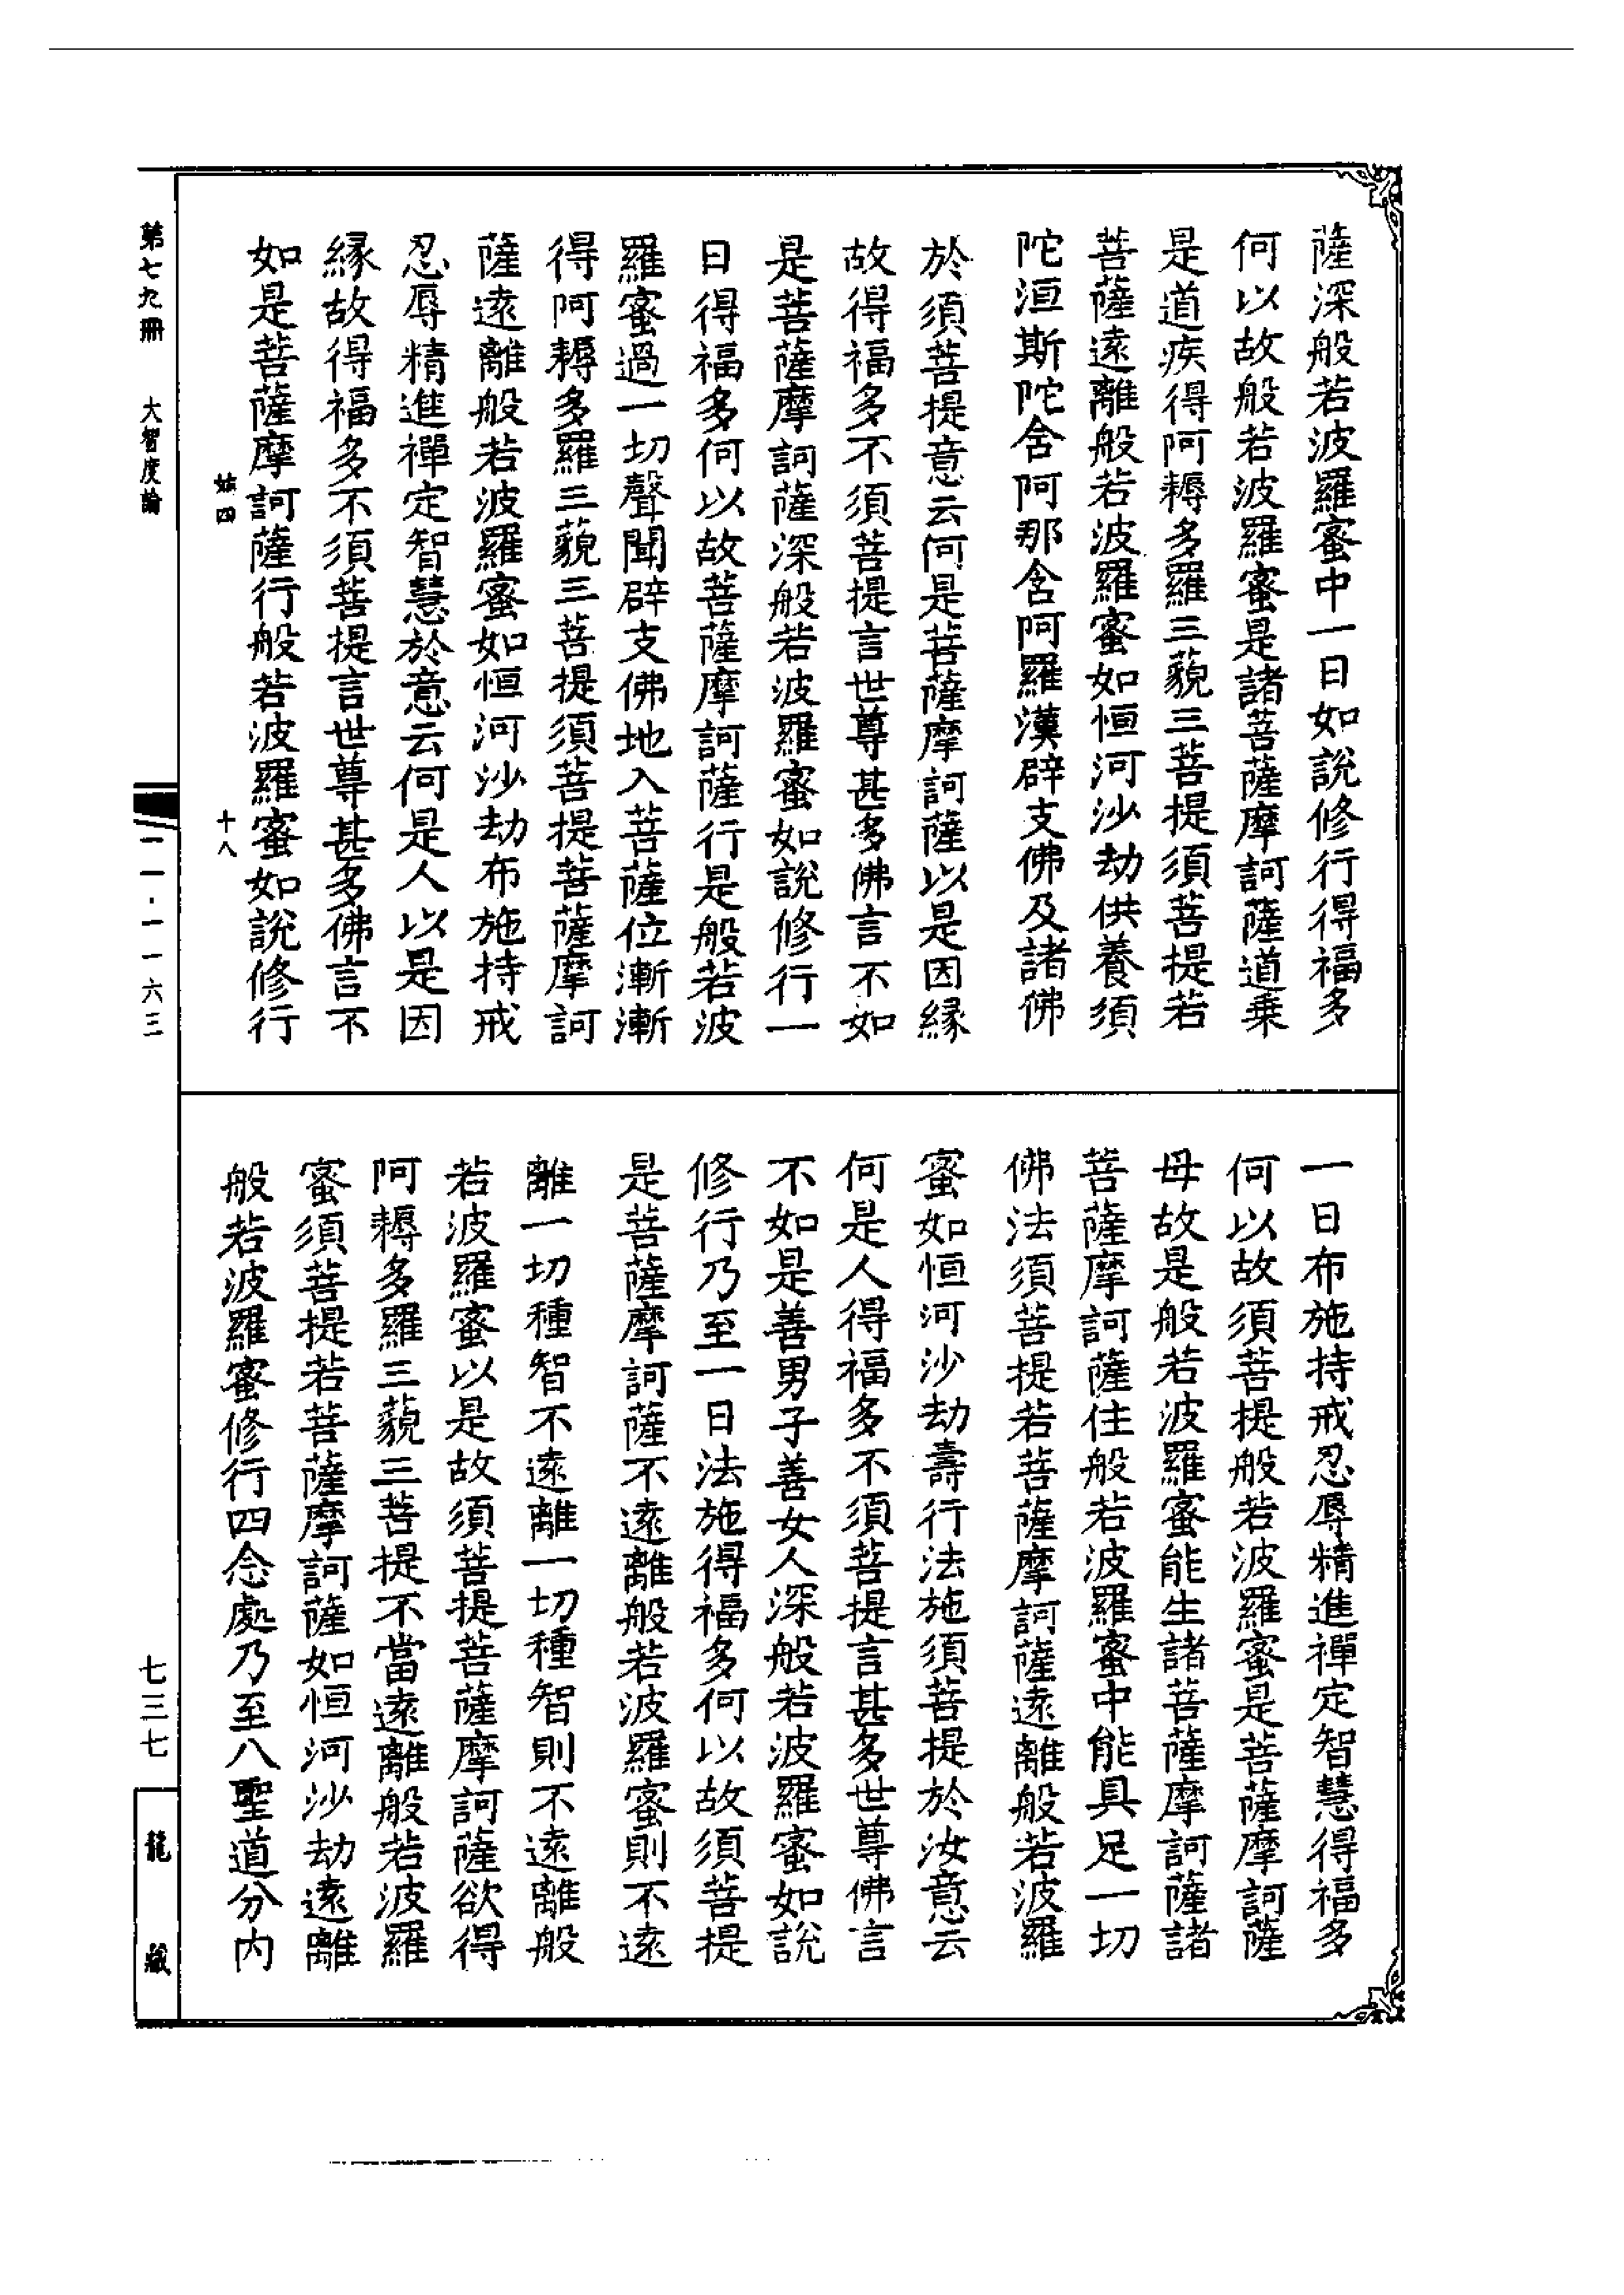 薩深般若波羅蜜中一日如說修行得福多
何以故般若波羅蜜是諸菩薩摩訶薩道乗
是道疾得阿耨多羅三藐三菩提須菩提若
菩薩逺離般若波羅蜜如恒河沙劫供養須
陀洹斯陀含阿那含阿羅漢辟支佛及諸佛
於須菩提意云何是菩薩摩訶薩以是因緣
故得福多不須菩提言世尊甚多佛言不如
是菩薩摩訶薩深般若波羅蜜如說修行一
日得福多何以故菩薩摩訶薩行是般若波
羅蜜過一切聲聞辟支佛地入菩薩位漸漸
得阿耨多羅三藐三菩提須菩提菩薩摩訶
薩逺離般若波羅蜜如恒河沙劫布施持戒
忍辱精進禪定智慧於意云何是人以是因
緣故得福多不須菩提言世尊甚多佛言不
如是菩薩摩訶薩行般若波羅蜜如說修行
一日布施持戒忍辱精進禪定智慧得福多
何以故須菩提般若波羅蜜是菩薩摩訶薩
母故是般若波羅蜜能生諸菩薩摩訶薩諸
菩薩摩訶薩住般若波羅蜜中能具足一切
佛法須菩提若菩薩摩訶薩逺離般若波羅
蜜如恒河沙劫壽行法施須菩提於汝意云
何是人得福多不須菩提言甚多世尊佛言
不如是善男子善女人深般若波羅蜜如說
修行乃至一日法施得福多何以故須菩提
是菩薩摩訶薩不逺離般若波羅蜜則不逺
離一切種智不逺離一切種智則不逺離般
若波羅蜜以是故須菩提菩薩摩訶薩欲得
阿耨多羅三藐三菩提不當逺離般若波羅
蜜須菩提若菩薩摩訶薩如恒河沙劫逺離
般若波羅蜜修行四念處乃至八聖道分内
四
十八
第七九冊 大智度論
一一·一一六三
七三七
龍藏